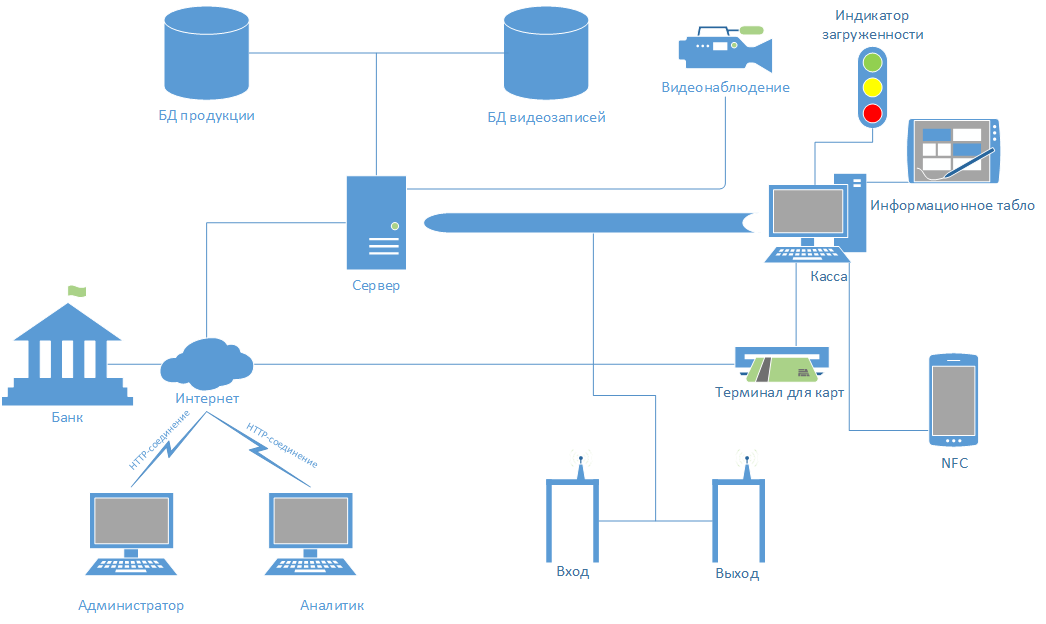 Индикатор
загруженности
Видеонаблюдение
БД продукции
БД видеозаписей
Информационное табло
Касса
Сервер
Терминал для карт
Интернет
Банк
HTTP-соединение
HTTP-соединение
NFC
Вход
Выход
Администратор
Аналитик